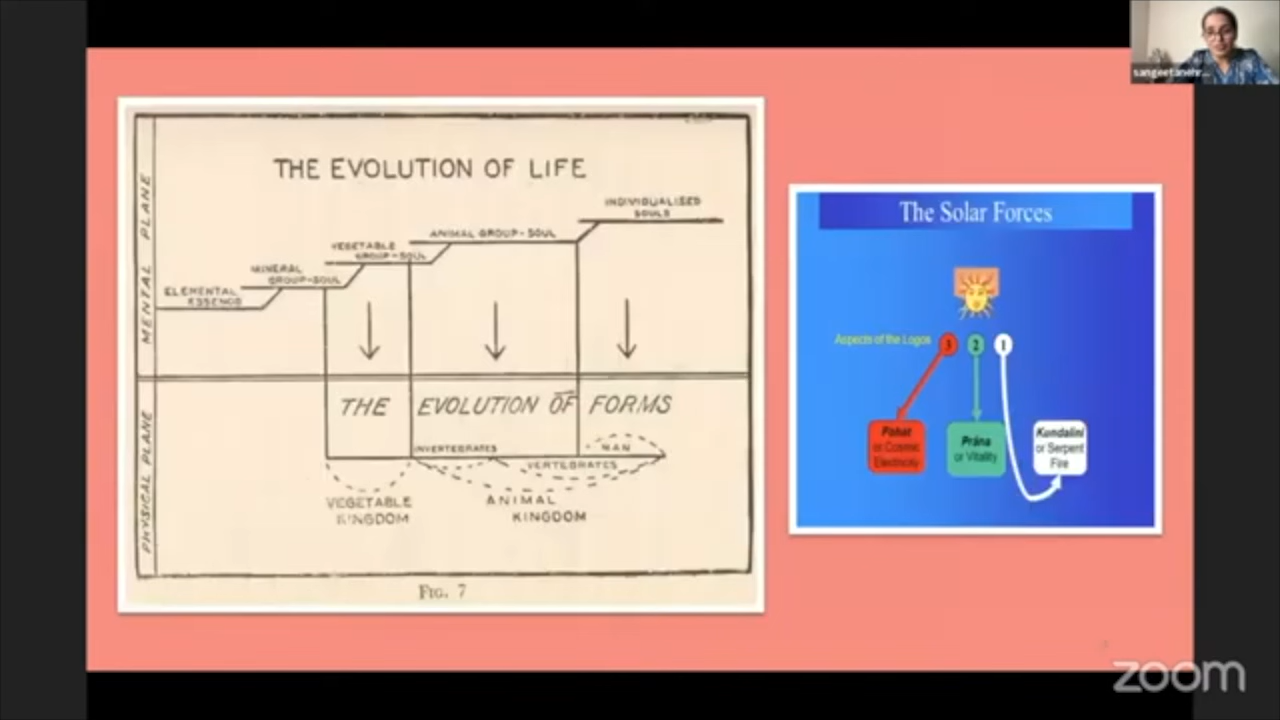 sangeetanehr...
MENTAL PLANE
THE EVOLUTION OF LIFE
INDIVIDUALISED
SOULS
ANIMAL GROUP-SOUL
VEGETABLE
GROUP-SOUL
MINERAL
GROUP-SOUL
ELEMENTAL
ESSENCE
PHYSICAL PLANE
THE EVOLUTION OF FORMS
INVERTEBRATES
MAN
VERTEBRATES
VEGETABLE
KINGDOM
ANIMAL
KINGDOM
FIG. 7
The Solar Forces
Aspects of the Logos 3 2 1
Fohat
or Cosmic
Electricity
Prâna
or Vitality
Kundalini
or Serpent
Fire
zoom